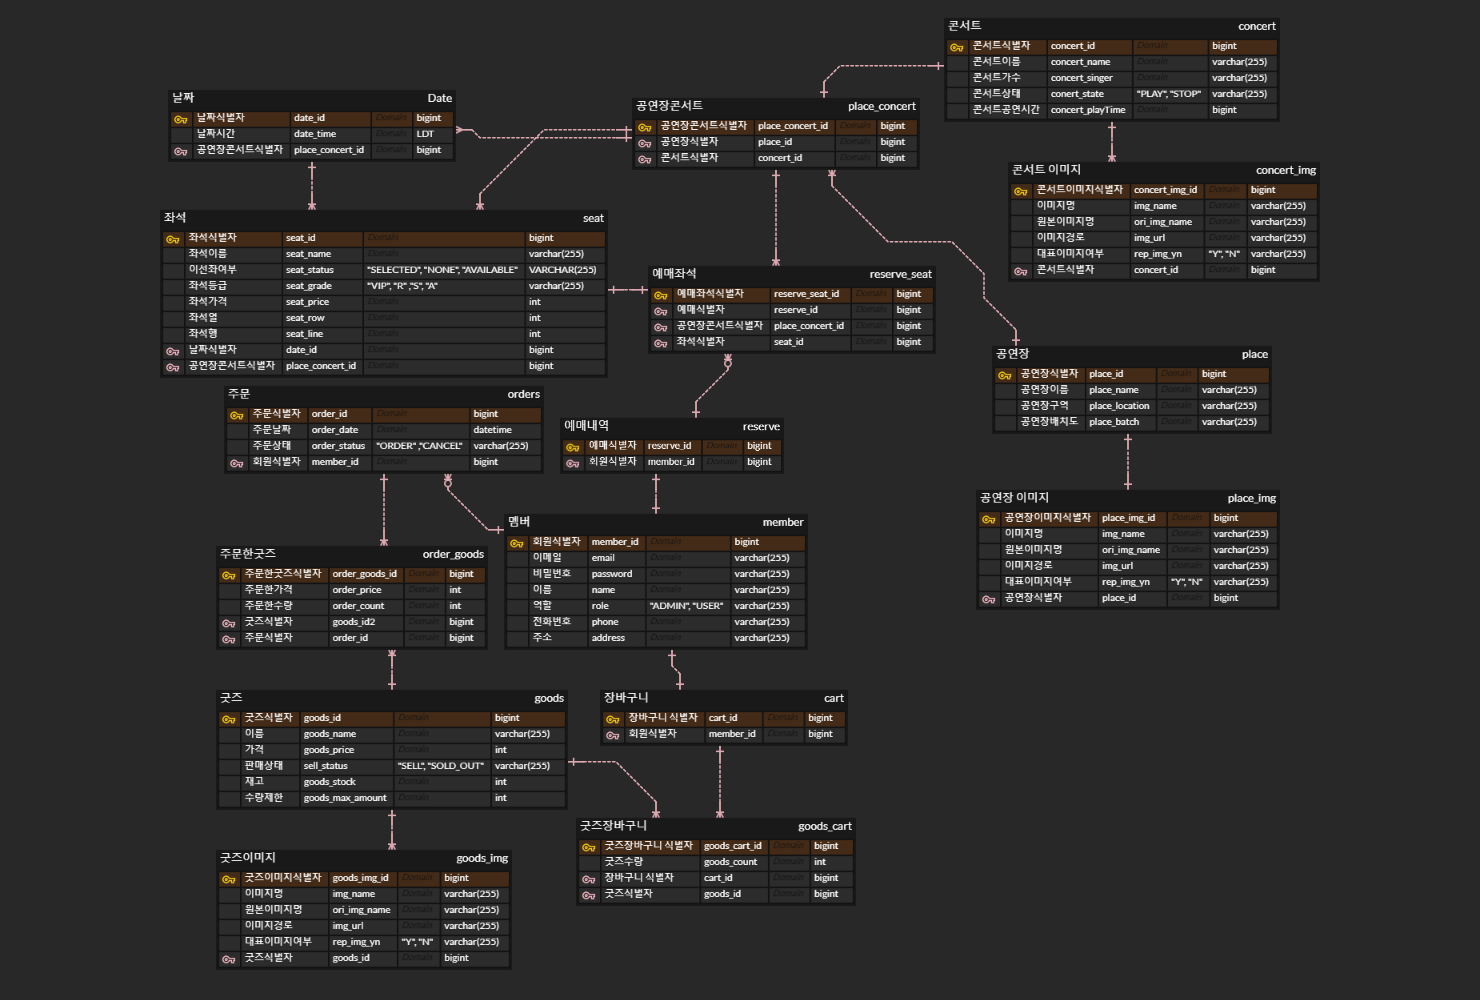 콘서트 concert
콘서트식별자 concert_id Domain bigint
콘서트이름 concert_name Domain varchar(255)
콘서트가수 concert_singer Domain varchar(255)
콘서트상태 conert_state "PLAY", "STOP" varchar(255)
콘서트공연시간 concert_playTime Domain bigint
날짜 Date
날짜식별자 date_id Domain bigint
날짜시간 date_time Domain LDT
공연장콘서트식별자 place_concert_id Domain bigint
공연장콘서트 place_concert
공연장콘서트식별자 place_concert_id Domain bigint
공연장식별자 place_id Domain bigint
콘서트식별자 concert_id Domain bigint
콘서트 이미지 concert_img
콘서트이미지식별자 concert_img_id Domain bigint
이미지명 img_name Domain varchar(255)
원본이미지명 ori_img_name Domain varchar(255)
이미지경로 img_url Domain varchar(255)
대표이미지여부 rep_img_yn "Y", "N" varchar(255)
콘서트식별자 concert_id Domain bigint
좌석 seat
좌석식별자 seat_id Domain bigint
좌석이름 seat_name Domain varchar(255)
이선좌여부 seat_status "SELECTED", "NONE", "AVAILABLE" VARCHAR(255)
좌석등급 seat_grade "VIP", "R" ,"S", "A" varchar(255)
좌석가격 seat_price Domain int
좌석열 seat_row Domain int
좌석행 seat_line Domain int
날짜식별자 date_id Domain bigint
공연장콘서트식별자 place_concert_id Domain bigint
예매좌석 reserve_seat
예매좌석식별자 reserve_seat_id Domain bigint
예매식별자 reserve_id Domain bigint
공연장콘서트식별자 place_concert_id Domain bigint
좌석식별자 seat_id Domain bigint
공연장 place
공연장식별자 place_id Domain bigint
공연장이름 place_name Domain varchar(255)
공연장구역 place_location Domain varchar(255)
공연장배치도 place_batch Domain varchar(255)
주문 orders
주문식별자 order_id Domain bigint
주문날짜 order_date Domain datetime
주문상태 order_status "ORDER" ,"CANCEL" varchar(255)
회원식별자 member_id Domain bigint
예매내역 reserve
예매식별자 reserve_id Domain bigint
회원식별자 member_id Domain bigint
공연장 이미지 place_img
공연장이미지식별자 place_img_id Domain bigint
이미지명 img_name Domain varchar(255)
원본이미지명 ori_img_name Domain varchar(255)
이미지경로 img_url Domain varchar(255)
대표이미지여부 rep_img_yn "Y", "N" varchar(255)
공연장식별자 place_id Domain bigint
멤버 member
회원식별자 member_id Domain bigint
이메일 email Domain varchar(255)
비밀번호 password Domain varchar(255)
이름 name Domain varchar(255)
역할 role "ADMIN", "USER" varchar(255)
전화번호 phone Domain varchar(255)
주소 address Domain varchar(255)
주문한굿즈 order_goods
주문한굿즈식별자 order_goods_id Domain bigint
주문한가격 order_price Domain int
주문한수량 order_count Domain int
굿즈식별자 goods_id2 Domain bigint
주문식별자 order_id Domain bigint
굿즈 goods
굿즈식별자 goods_id Domain bigint
이름 goods_name Domain varchar(255)
가격 goods_price Domain int
판매상태 sell_status "SELL", "SOLD_OUT" varchar(255)
재고 goods_stock Domain int
수량제한 goods_max_amount Domain int
장바구니 cart
장바구니 식별자 cart_id Domain bigint
회원식별자 member_id Domain bigint
굿즈장바구니 goods_cart
굿즈장바구니 식별자 goods_cart_id Domain bigint
굿즈수량 goods_count Domain int
장바구니 식별자 cart_id Domain bigint
굿즈식별자 goods_id Domain bigint
굿즈이미지 goods_img
굿즈이미지식별자 goods_img_id Domain bigint
이미지명 img_name Domain varchar(255)
원본이미지명 ori_img_name Domain varchar(255)
이미지경로 img_url Domain varchar(255)
대표이미지여부 rep_img_yn "Y", "N" varchar(255)
굿즈식별자 goods_id Domain bigint